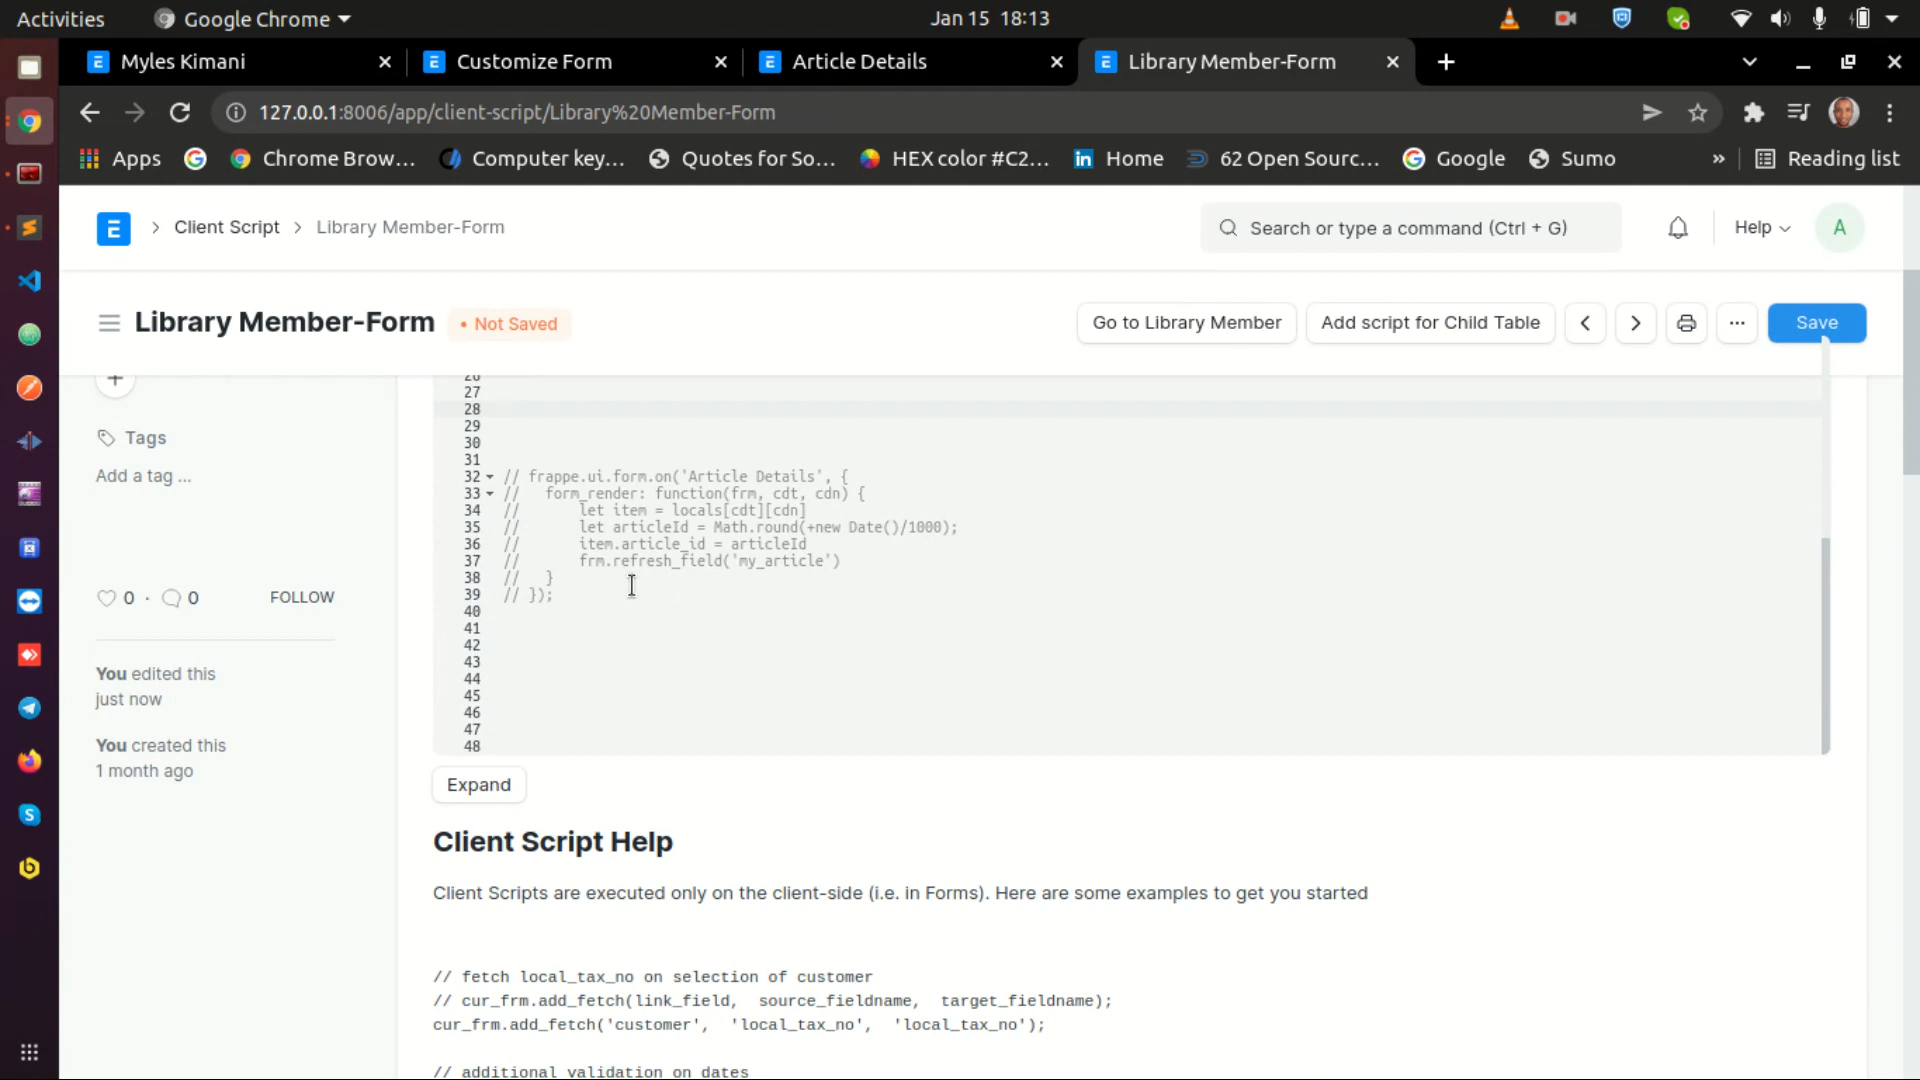 Activities Google Chrome Jan 15 18:13
Myles Kimani Customize Form Article Details Library Member-Form
127.0.0.1:8006/app/client-script/Library%20Member-Form
Apps Chrome Brow... Computer key... Quotes for So... HEX color #C2... Home 62 Open Sourc... Google Sumo » Reading list
Client Script Library Member-Form Search or type a command (Ctrl + G) Help A
Library Member-Form • Not Saved Go to Library Member Add script for Child Table ... Save
26
27
28
29
30
31
32 // frappe.ui.form.on('Article Details', {
33 // form_render: function(frm, cdt, cdn) {
34 // let item = locals[cdt][cdn]
35 // let articleId = Math.round(+new Date()/1000);
36 // item.article_id = articleId
37 // frm.refresh_field('my_article')
38 // }
39 // });
40
41
42
43
44
45
46
47
48
Tags
Add a tag ...
0 · 0 FOLLOW
You edited this
just now
You created this
1 month ago
Expand
Client Script Help
Client Scripts are executed only on the client-side (i.e. in Forms). Here are some examples to get you started
// fetch local_tax_no on selection of customer
// cur_frm.add_fetch(link_field, source_fieldname, target_fieldname);
cur_frm.add_fetch('customer', 'local_tax_no', 'local_tax_no');
// additional validation on dates